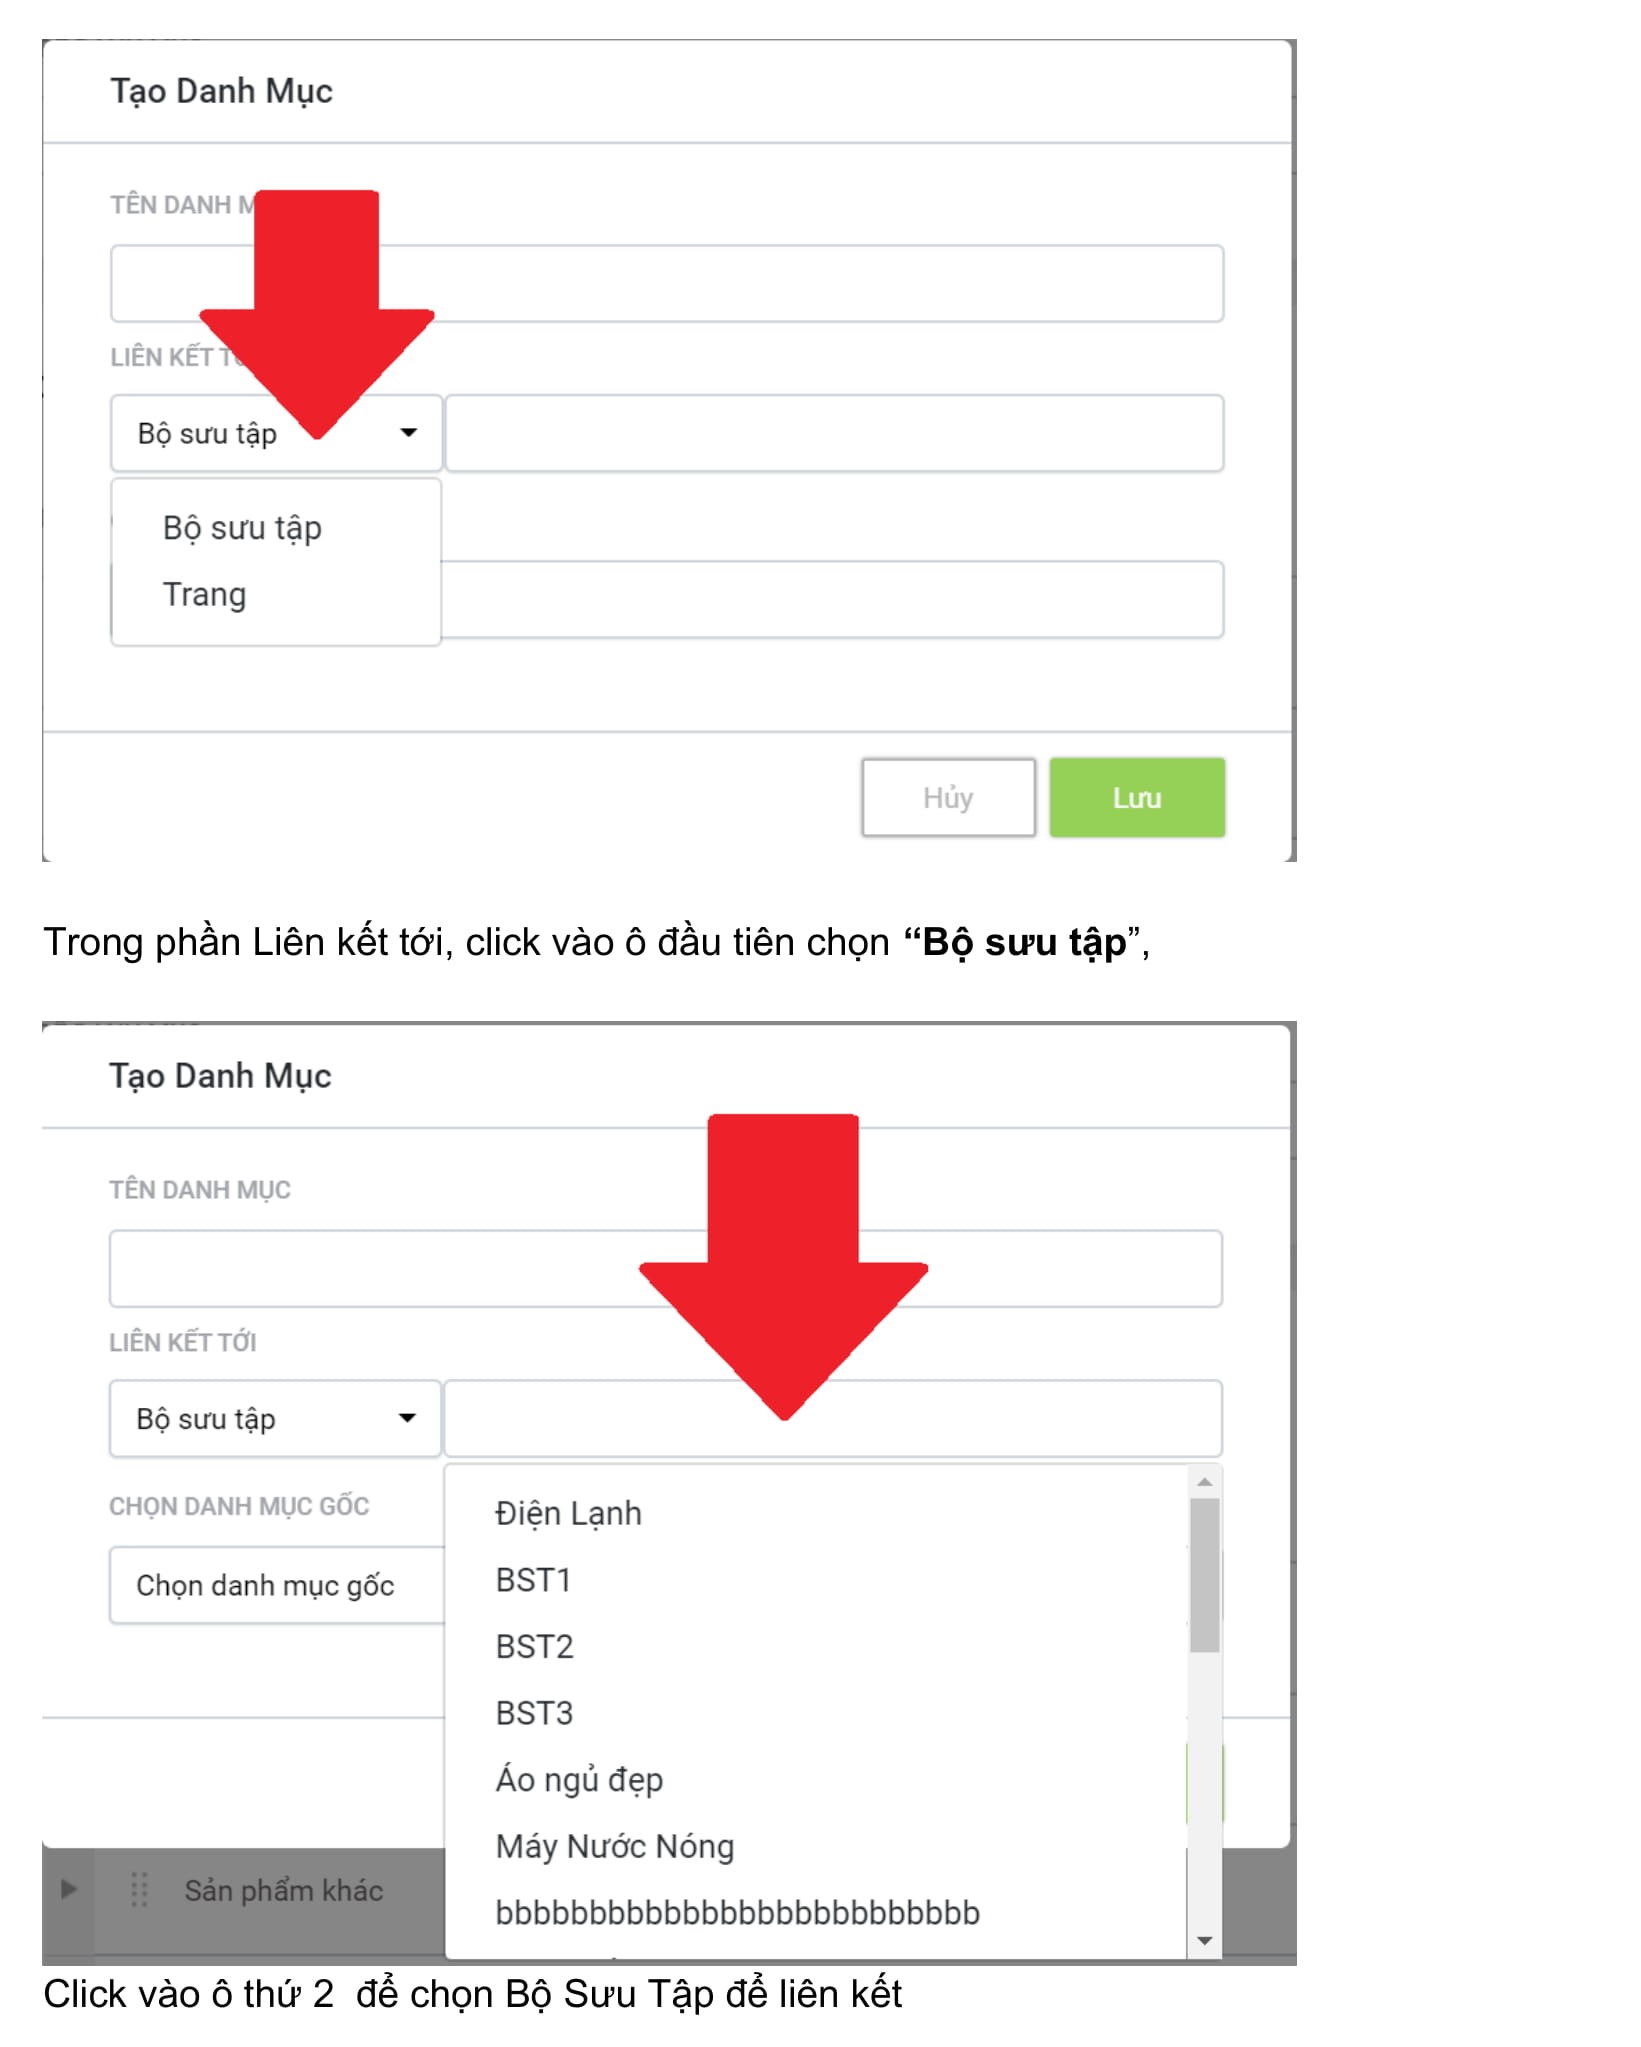 Tạo Danh Mục
TÊN DANH
LIÊN KẾT
Bộ sưu tập
Bộ sưu tập
Trang
Hủy
Lưu
Trong phần Liên kết tới, click vào ô đầu tiên chọn “Bộ sưu tập”,
Tạo Danh Mục
TÊN DANH MỤC
LIÊN KẾT TỚI
Bộ sưu tập
CHỌN DANH MỤC GỐC
Chọn danh mục gốc
Điện Lạnh
BST1
BST2
BST3
Áo ngủ đẹp
Máy Nước Nóng
Sản phẩm khác
bbbbbbbbbbbbbbbbbbbbbbbbbb
Click vào ô thứ 2  để chọn Bộ Sưu Tập để liên kết